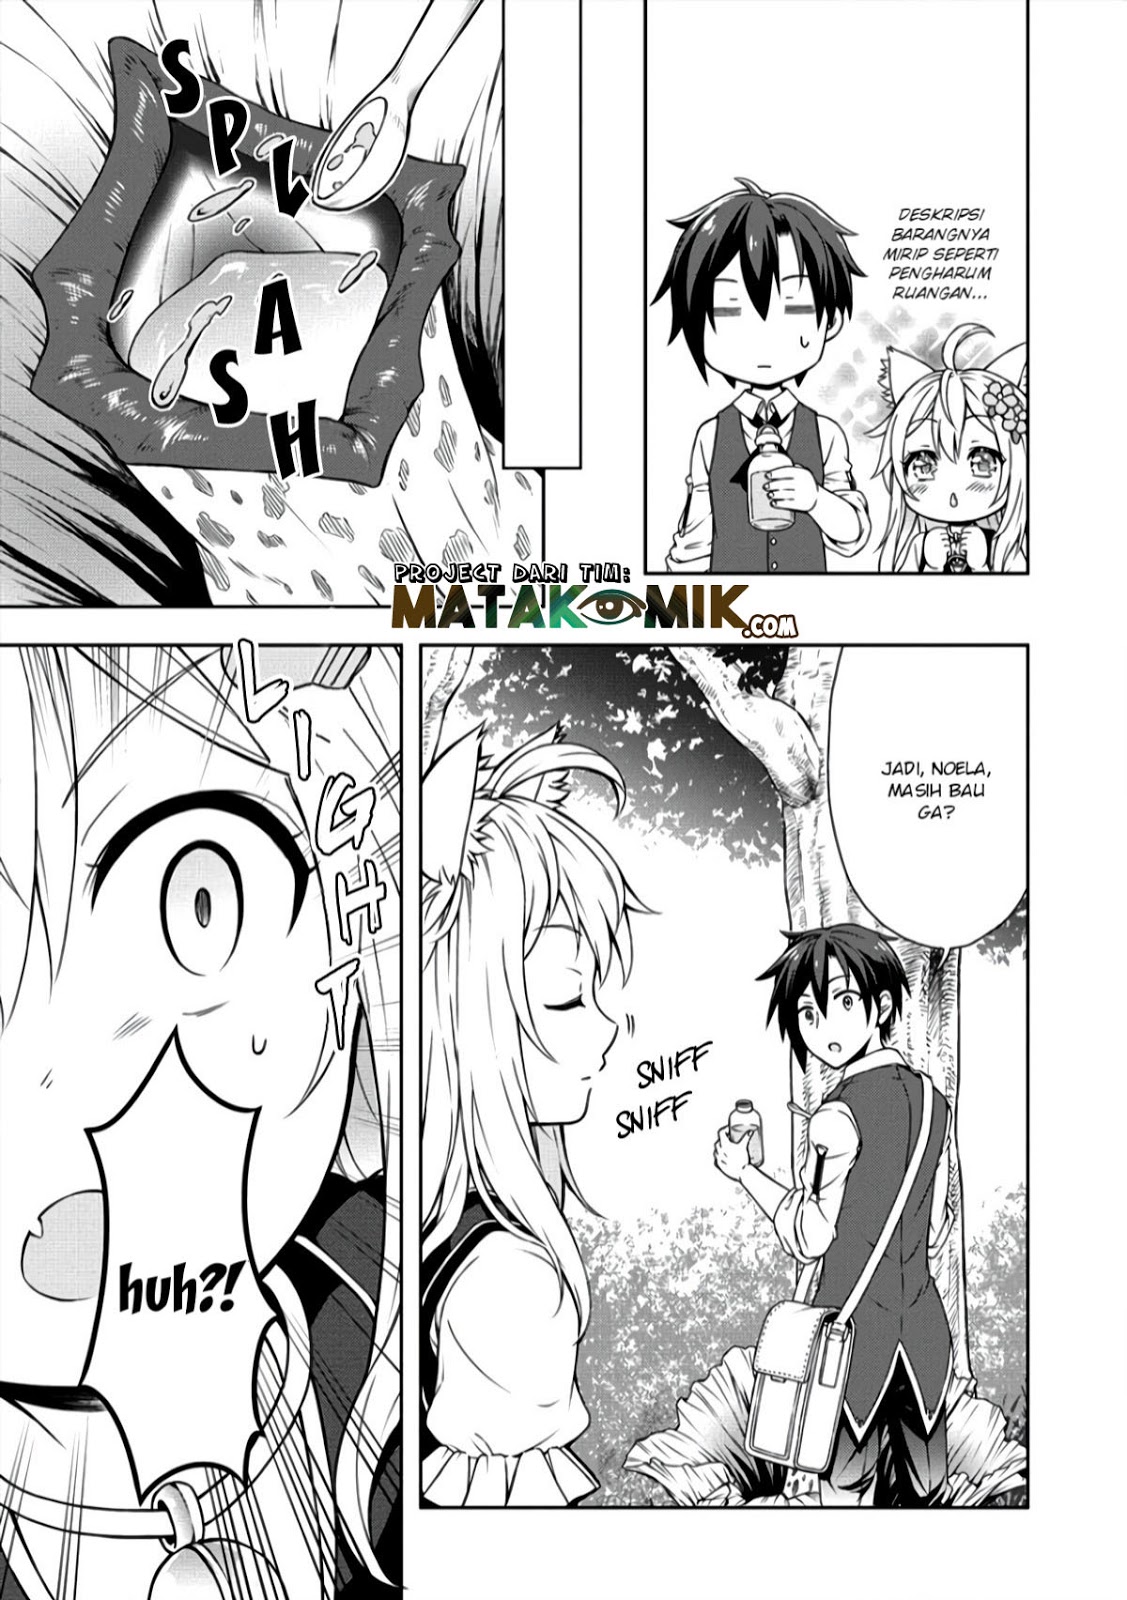 DESKRIPSI
BARANGNYA
MIRIP SEPERTI
PENGHARUM
RUANGAN...
SPLASH
PROJECT DARI TIM:
MATAKOMIK
.COM
JADI, NOELA,
MASIH BAU
GA?
SNIFF
SNIFF
LIGHT
huh?!